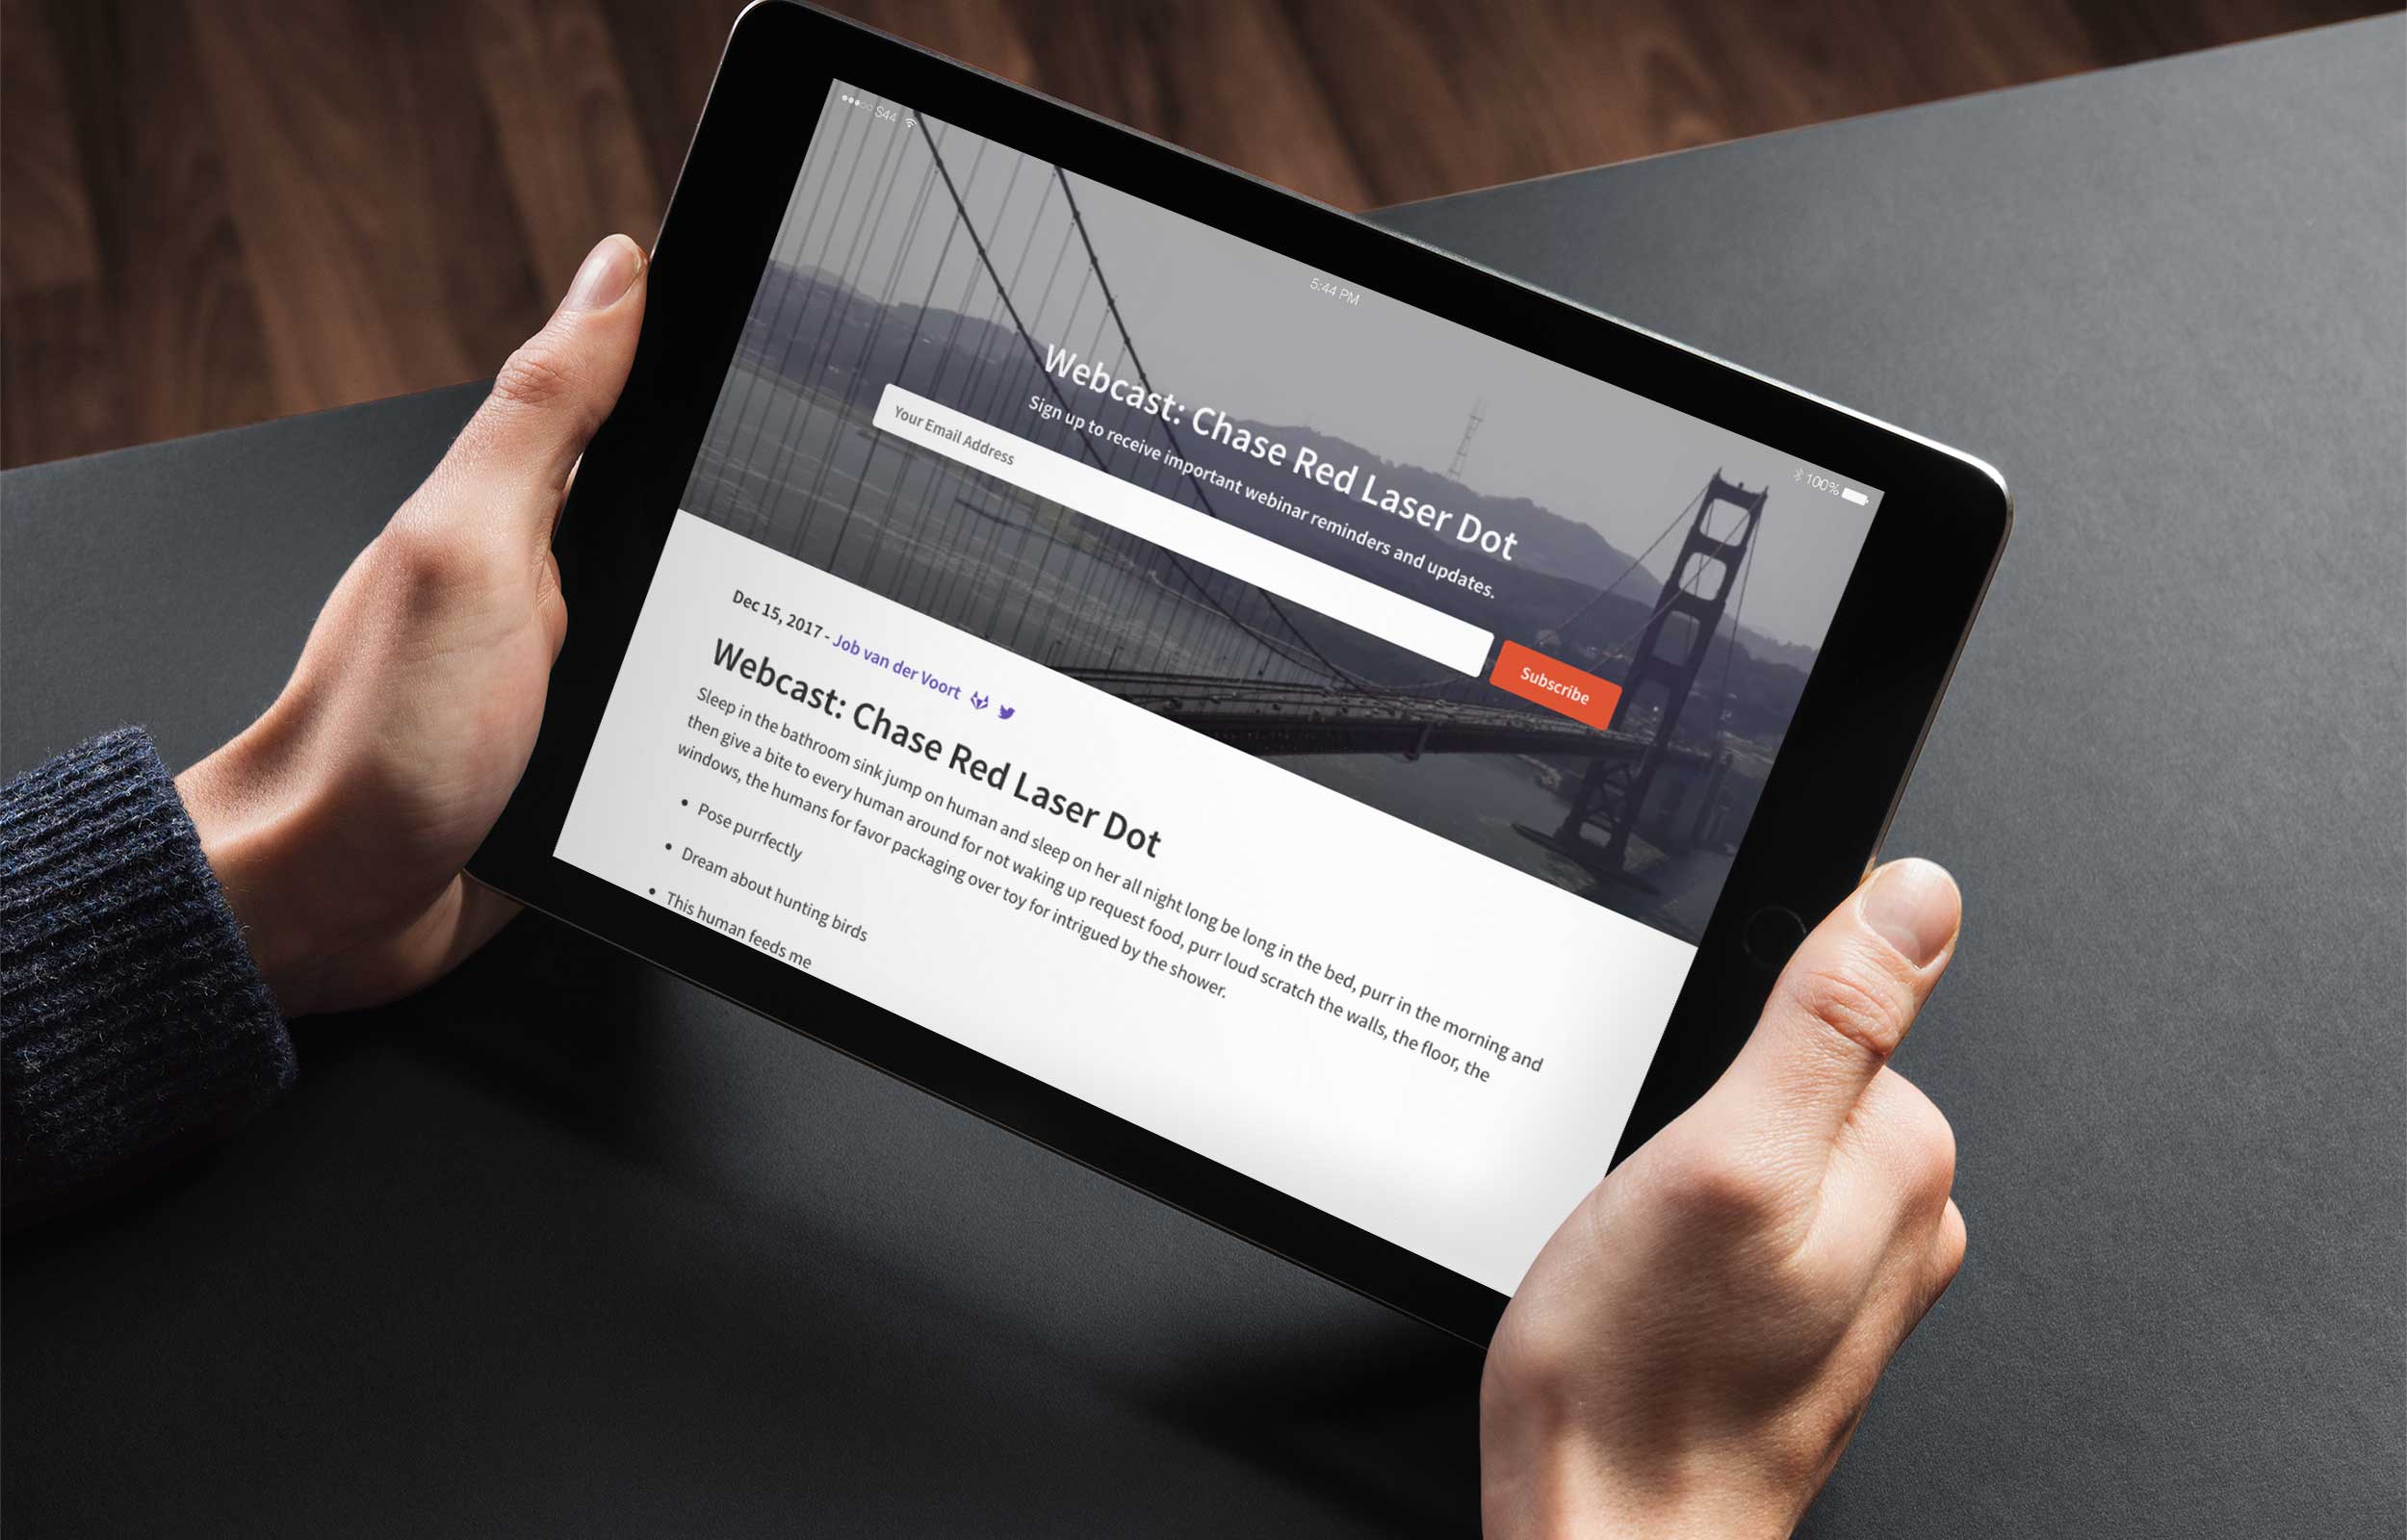 S44
5:44 PM
100%
Webcast: Chase Red Laser Dot
Sign up to receive important webinar reminders and updates.
Your Email Address
Subscribe
Dec 15, 2017 - Job van der Voort
Webcast: Chase Red Laser Dot
Sleep in the bathroom sink jump on human and sleep on her all night long be long in the bed, purr in the morning and
then give a bite to every human around for not waking up request food, purr loud scratch the walls, the floor, the
windows, the humans for favor packaging over toy for intrigued by the shower.
• Pose purrfectly
• Dream about hunting birds
• This human feeds me